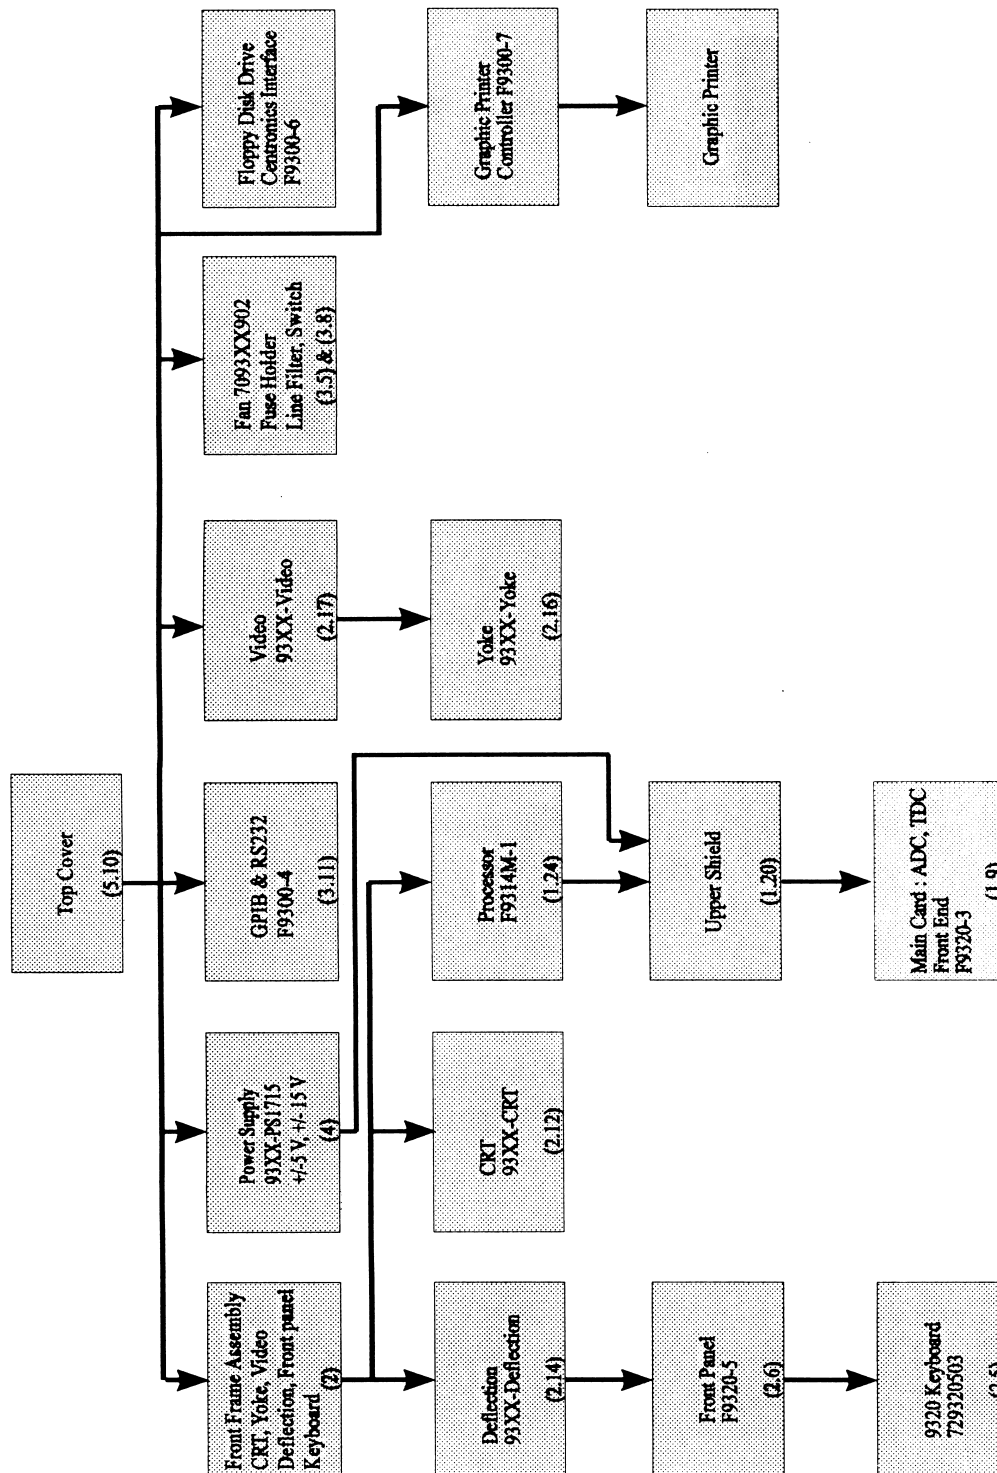 Top Cover
(5.10)
Front Frame Assembly
CRT, Yoke, Video
Deflection, Front panel
Keyboard
(2)
Power Supply
93XX-PS1715
+/-5 V, +/- 15 V
(4)
GPIB & RS232
F9300-4
(3.11)
Video
93XX-Video
(2.17)
Fan 7093XX902
Fuse Holder
Line Filter, Switch
(3.5) & (3.8)
Floppy Disk Drive
Centronics Interface
F9300-6
Deflection
93XX-Deflection
(2.14)
CRT
93XX-CRT
(2.12)
Processor
F9314M-1
(1.24)
Yoke
93XX-Yoke
(2.16)
Graphic Printer
Controller F9300-7
Front Panel
F9320-5
(2.6)
Upper Shield
(1.20)
Graphic Printer
9320 Keyboard
729320503
Main Card : ADC, TDC
Front End
F9320-3
(1.9)